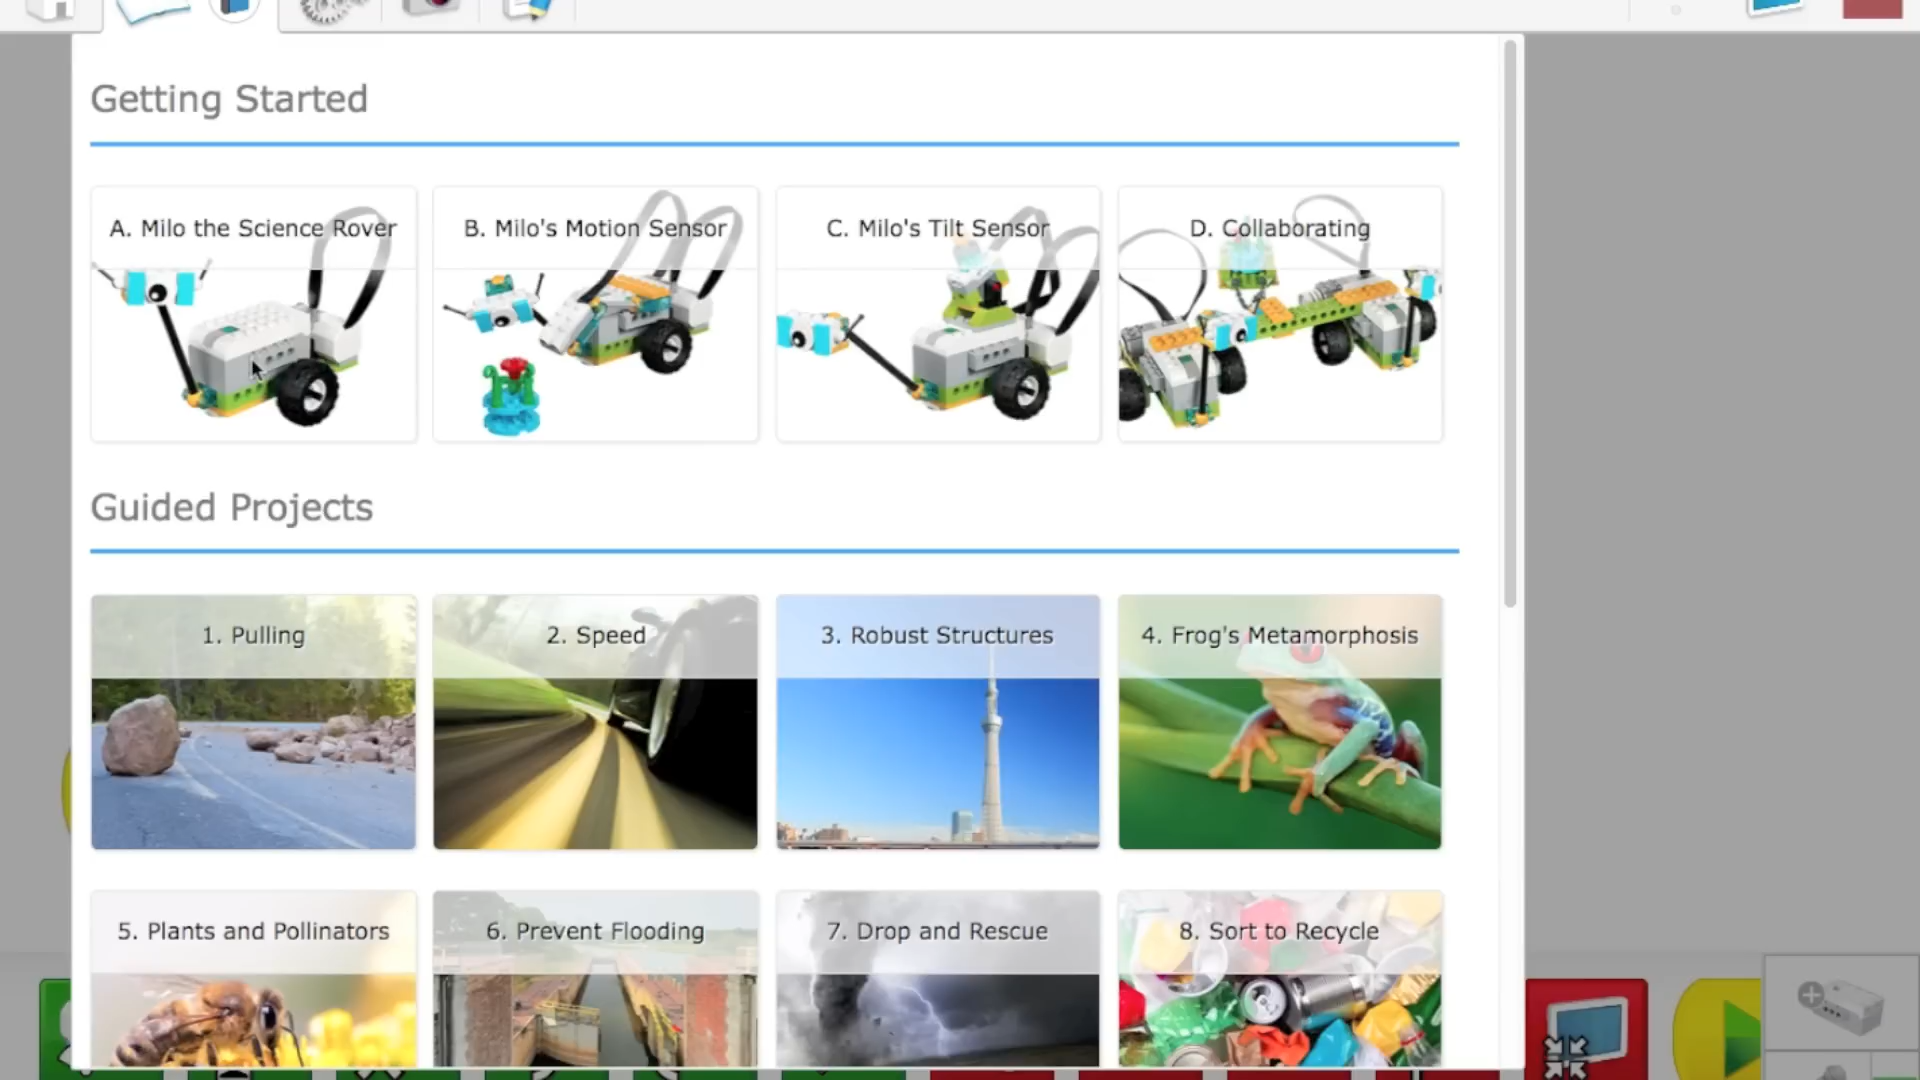 Getting Started
A. Milo the Science Rover
B. Milo's Motion Sensor
C. Milo's Tilt Sensor
D. Collaborating
Guided Projects
1. Pulling
2. Speed
3. Robust Structures
4. Frog's Metamorphosis
5. Plants and Pollinators
6. Prevent Flooding
7. Drop and Rescue
8. Sort to Recycle